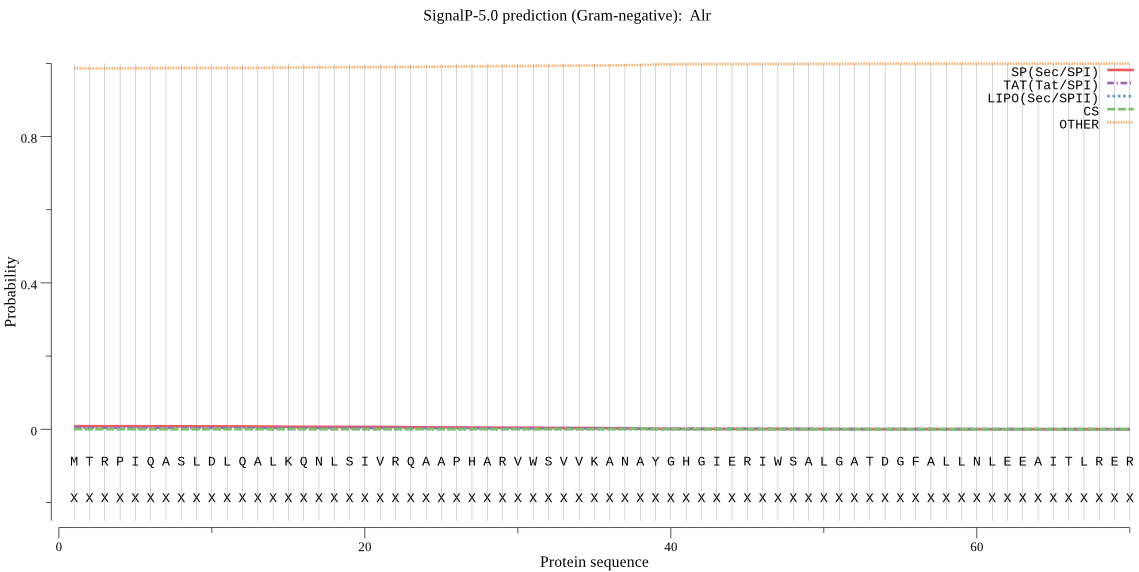 SignalP-5.0 prediction (Gram-negative): Alr
SP(Sec/SPI)
TAT(Tat/SPI)
LIPO(Sec/SPII)
CS
OTHER
0.8
0.4
0
Probability
M T R P I Q A S L D L Q A L K Q N L S I V R Q A A P H A R V W S V V K A N A Y G H G I E R I W S A L G A T D G F A L L N L E E A I T L R E R
X X X X X X X X X X X X X X X X X X X X X X X X X X X X X X X X X X X X X X X X X X X X X X X X X X X X X X X X X X X X X X X X X X X X X X
0 20 40 60
Protein sequence